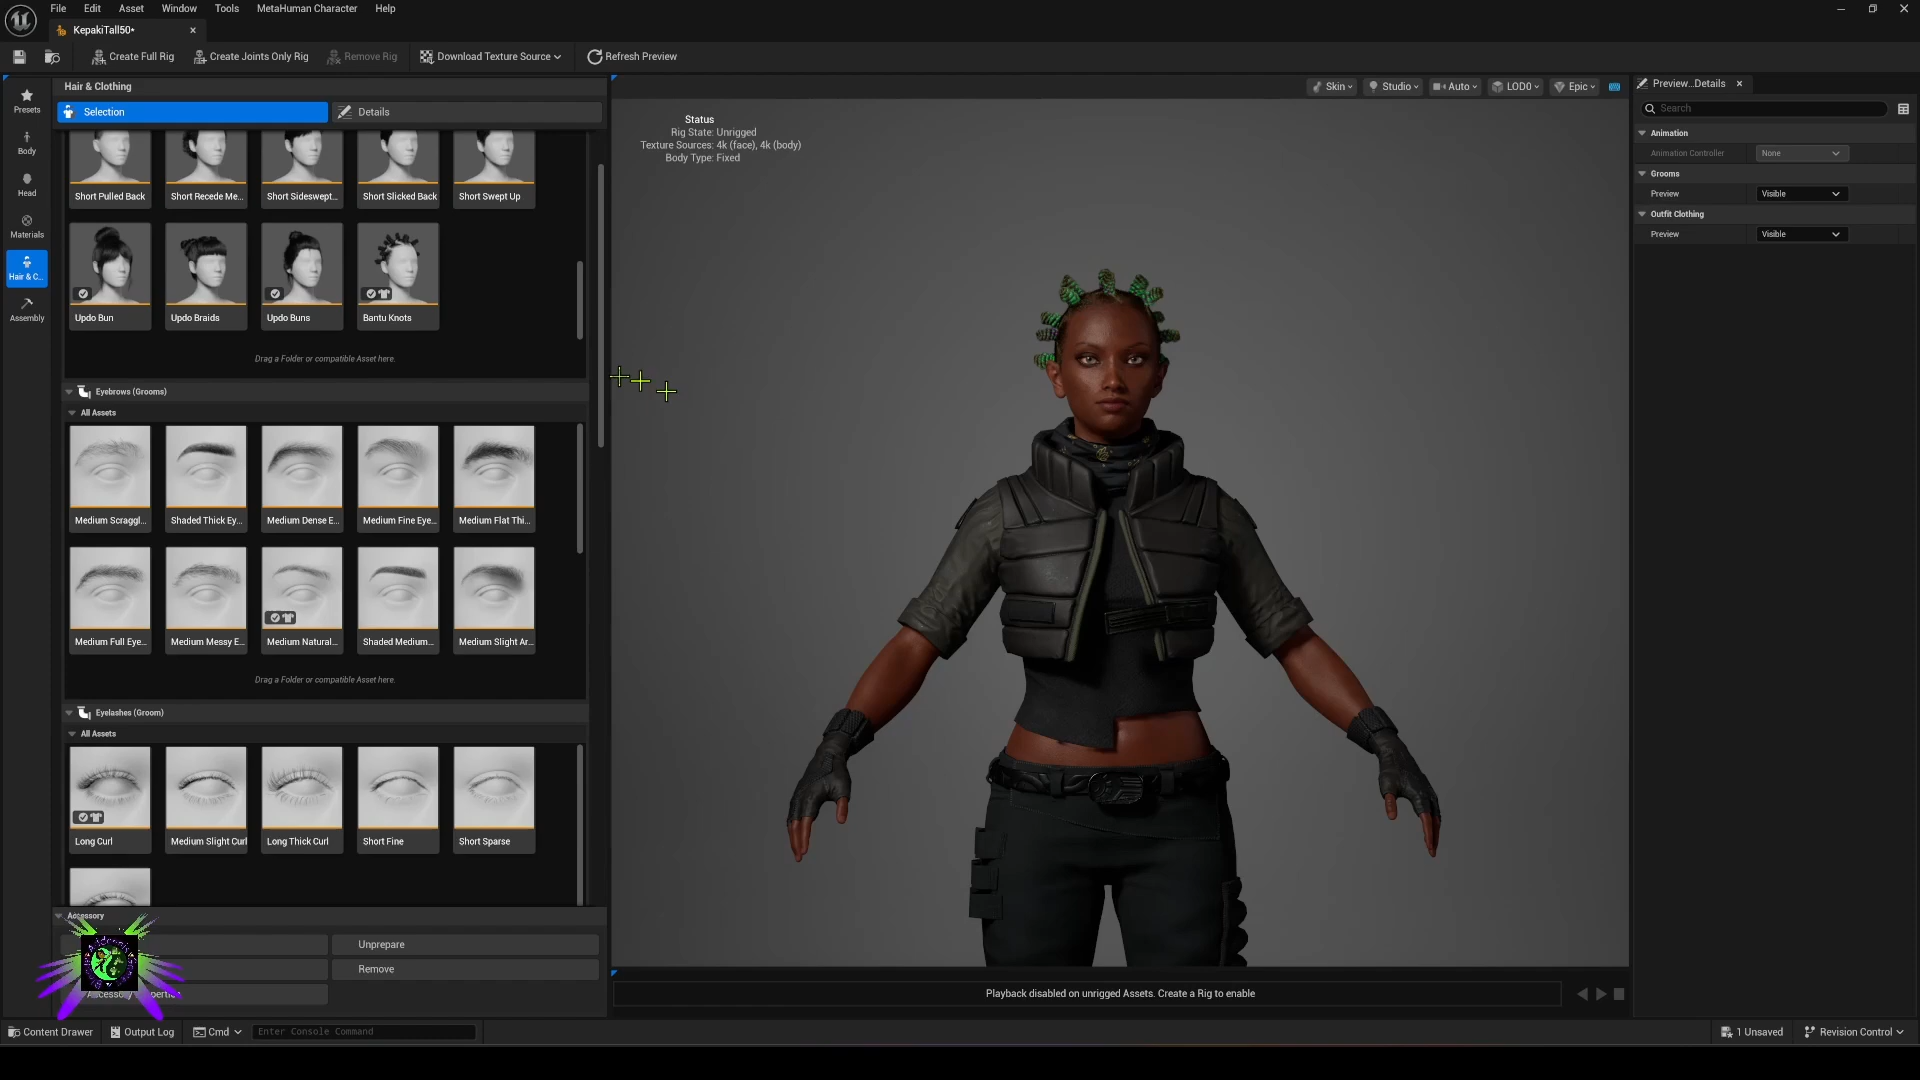 File Edit Asset Window Tools MetaHuman Character Help
KepakiTall50*
Create Full Rig Create Joints Only Rig Remove Rig Download Texture Source Refresh Preview
Presets
Body
Head
Materials
Hair & C...
Assembly
Hair & Clothing
Selection Details
Short Pulled Back Short Recede Me... Short Sideswept... Short Slicked Back Short Swept Up
Updo Bun Updo Braids Updo Buns Bantu Knots
Drag a Folder or compatible Asset here.
Eyebrows (Grooms)
All Assets
Medium Scraggl... Shaded Thick Ey... Medium Dense E... Medium Fine Eye... Medium Flat Thi...
Medium Full Eye... Medium Messy E... Medium Natural... Shaded Medium... Medium Slight Ar...
Drag a Folder or compatible Asset here.
Eyelashes (Groom)
All Assets
Long Curl Medium Slight Curl Long Thick Curl Short Fine Short Sparse
Accessory
Unprepare
Remove
Skin Studio Auto LOD0 Epic
Status
Rig State: Unrigged
Texture Sources: 4k (face), 4k (body)
Body Type: Fixed
Playback disabled on unrigged Assets. Create a Rig to enable
Preview...Details
Search
Animation
Animation Controller None
Grooms
Preview Visible
Outfit Clothing
Preview Visible
Content Drawer Output Log Cmd Enter Console Command 1 Unsaved Revision Control